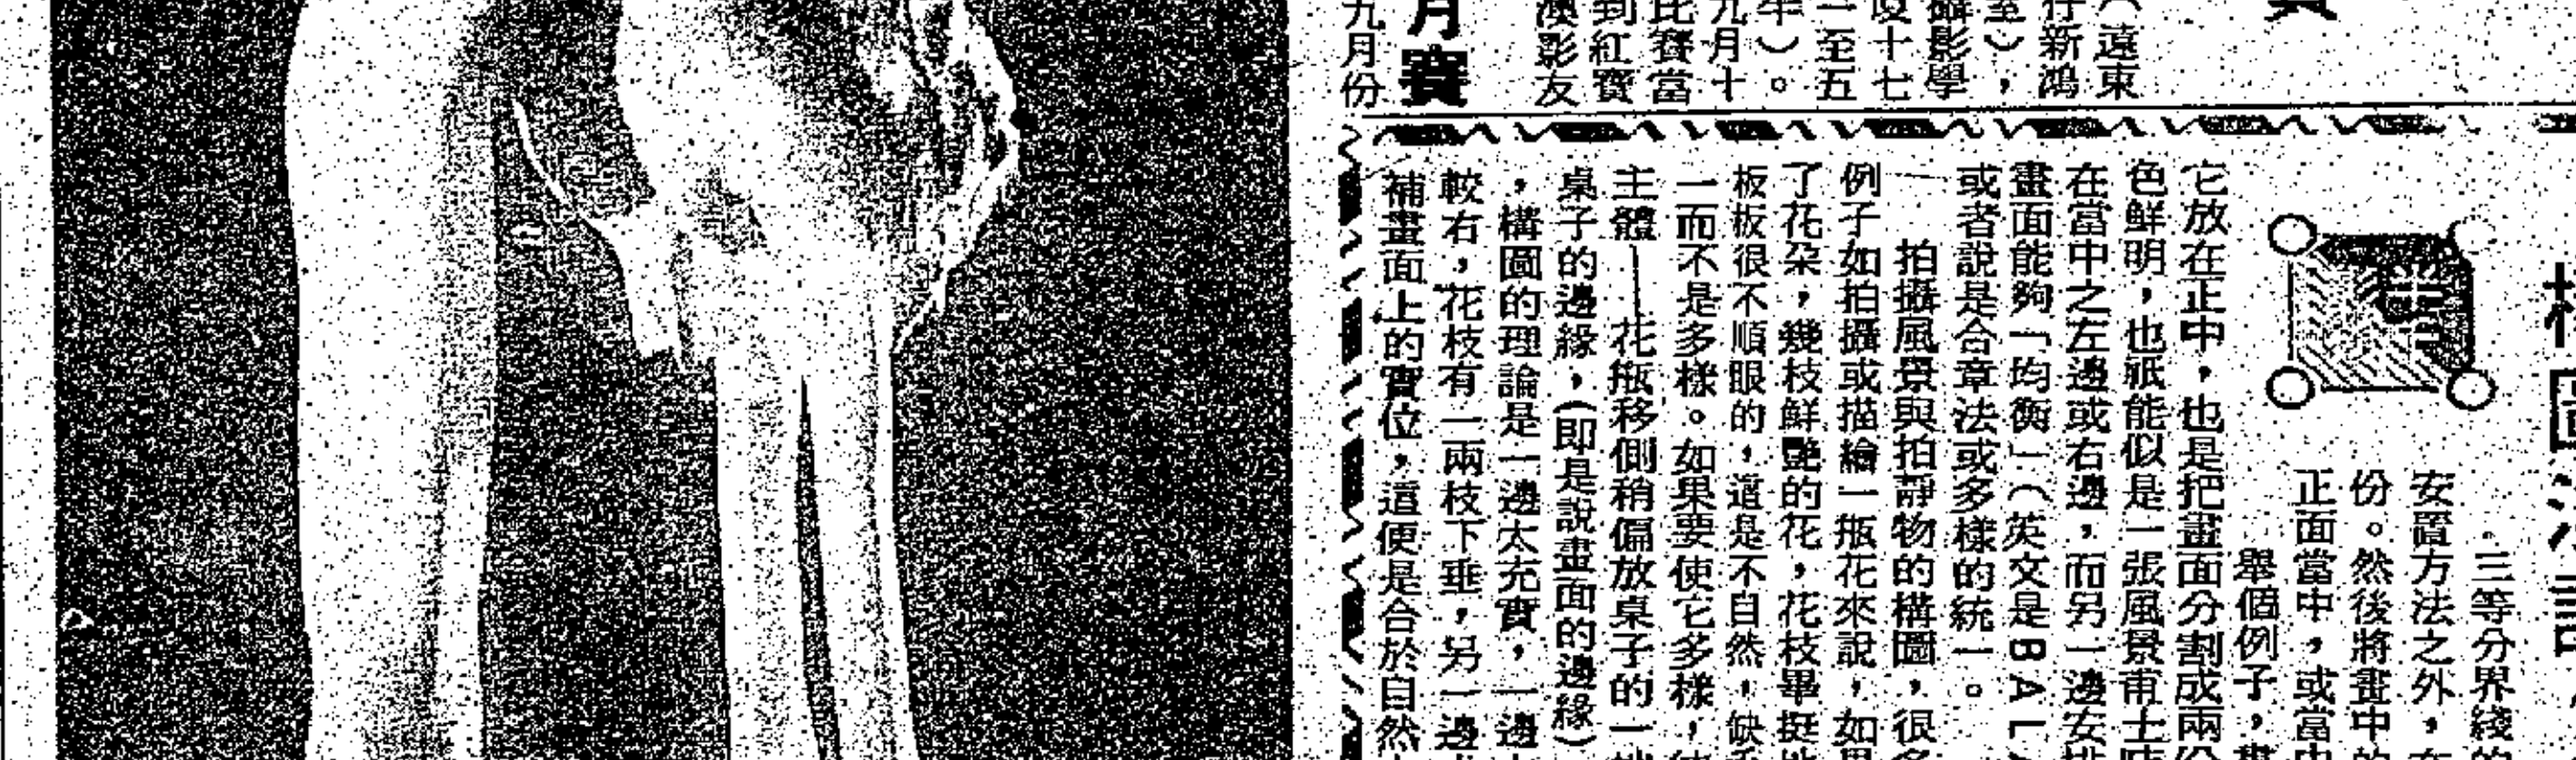 （遠東
仔新鴻
室），
攝影學
廈十七
一至五
年）。
九月十
比賽當
到紅寶
澳影友
月賽
九月份
三等分界綫的
安置方法之外，在
份。然後將畫中的
正面當中，或當中
舉個例子，畫
它放在正中，也是把畫面分割成兩份
色鮮明，也祇能似是一張風景甫士咭
在當中之左邊或右邊，而另一邊安排
畫面能夠「均衡」（英文是BALA
或者說是合章法或多樣的統一。
拍攝風景與拍靜物的構圖，很多
例子如拍攝或描繪一瓶花來說，如果
了花朵，幾枝鮮艷的花，花枝畢挺地
板板很不順眼的，這是不自然，缺乏
一而不是多樣。如果要使它多樣，
主體——花瓶移側稍偏放桌子的一
桌子的邊緣，（即是說畫面的邊緣）
，構圖的理論是一邊太充實，一邊
較右，花枝有一兩枝下垂，另一邊
補畫面上的實位，這便是合於自然